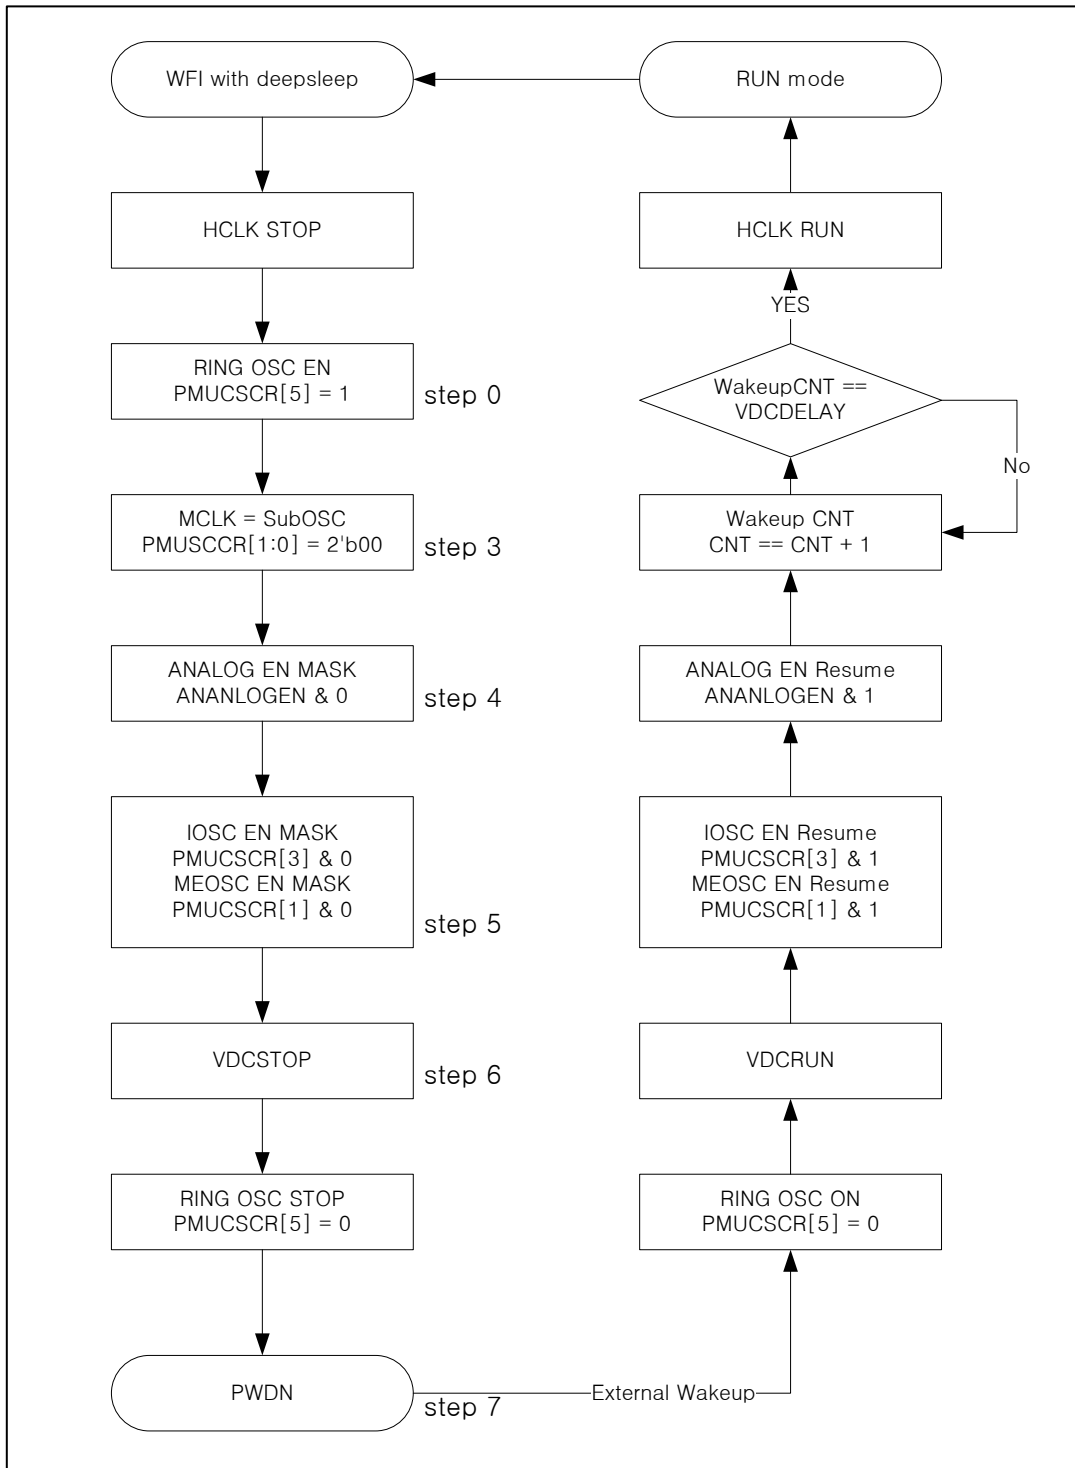 WFI with deepsleep
HCLK STOP
RING OSC EN
PMUCSCR[5] = 1
step 0
MCLK = SubOSC
PMUSCCR[1:0] = 2'b00
step 3
ANALOG EN MASK
ANANLOGEN & 0
step 4
IOSC EN MASK
PMUCSCR[3] & 0
MEOSC EN MASK
PMUCSCR[1] & 0
step 5
VDCSTOP
step 6
RING OSC STOP
PMUCSCR[5] = 0
PWDN
step 7
External Wakeup
RING OSC ON
PMUCSCR[5] = 0
VDCRUN
IOSC EN Resume
PMUCSCR[3] & 1
MEOSC EN Resume
PMUCSCR[1] & 1
ANALOG EN Resume
ANANLOGEN & 1
Wakeup CNT
CNT == CNT + 1
WakeupCNT ==
VDCDELAY
No
YES
HCLK RUN
RUN mode